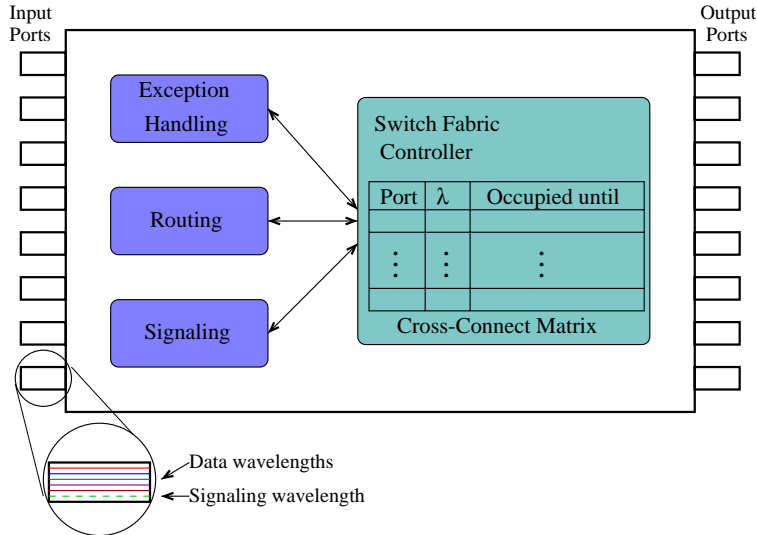 Input
Ports
Output
Ports
Exception
Handling
Routing
Signaling
Switch Fabric
Controller
Port λ Occupied until
Cross-Connect Matrix
Data wavelengths
Signaling wavelength